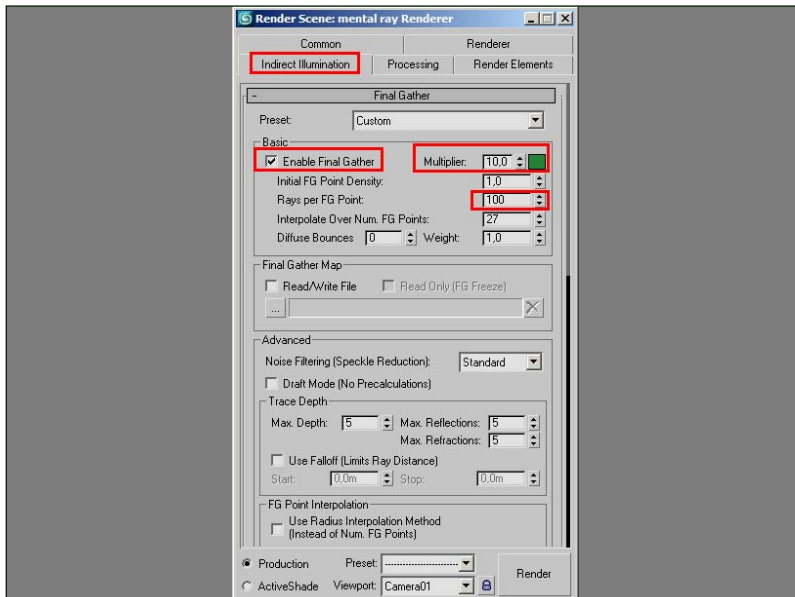 Render Scene: mental ray Renderer
Common Renderer
Indirect Illumination Processing Render Elements
- Final Gather
Preset: Custom
Basic
Enable Final Gather Multiplier: 10,0
Initial FG Point Density: 1,0
Rays per FG Point: 100
Interpolate Over Num. FG Points: 27
Diffuse Bounces 0 Weight: 1,0
Final Gather Map
Read/Write File Read Only (FG Freeze)
...
Advanced
Noise Filtering (Speckle Reduction): Standard
Draft Mode (No Precalculations)
Trace Depth
Max. Depth: 5 Max. Reflections: 5
Max. Refractions: 5
Use Falloff (Limits Ray Distance)
Start: 0,0m Stop: 0,0m
FG Point Interpolation
Use Radius Interpolation Method
(Instead of Num. FG Points)
Production Preset: -------------------------
Render
ActiveShade Viewport: Camera01